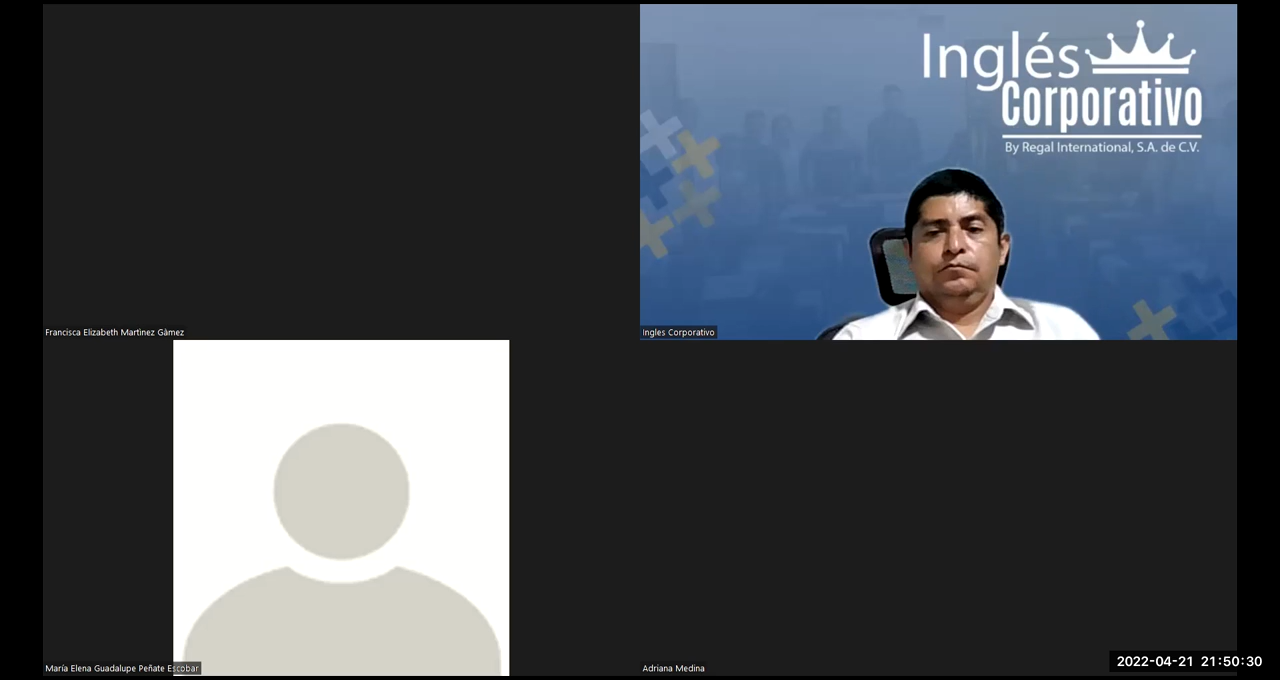 Inglés
Corporativo
By Regal International, S.A. de C.V.
Francisca Elizabeth Martìnez Gàmez
Ingles Corporativo
María Elena Guadalupe Peñate Escobar
Adriana Medina
2022-04-21 21:50:30